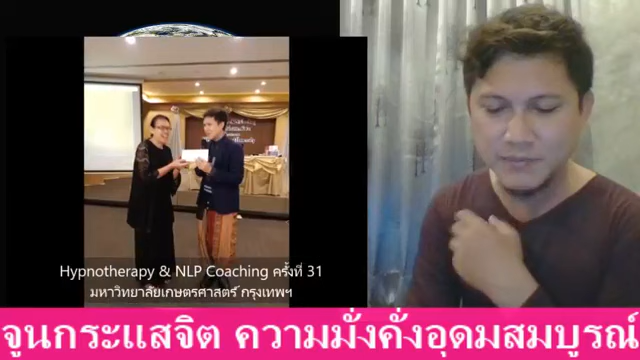 Hypnotherapy & NLP Coaching ครั้งที่ 31
มหาวิทยาลัยเกษตรศาสตร์ กรุงเทพฯ
จูนกระแสจิต ความมั่งคั่งอุดมสมบูรณ์